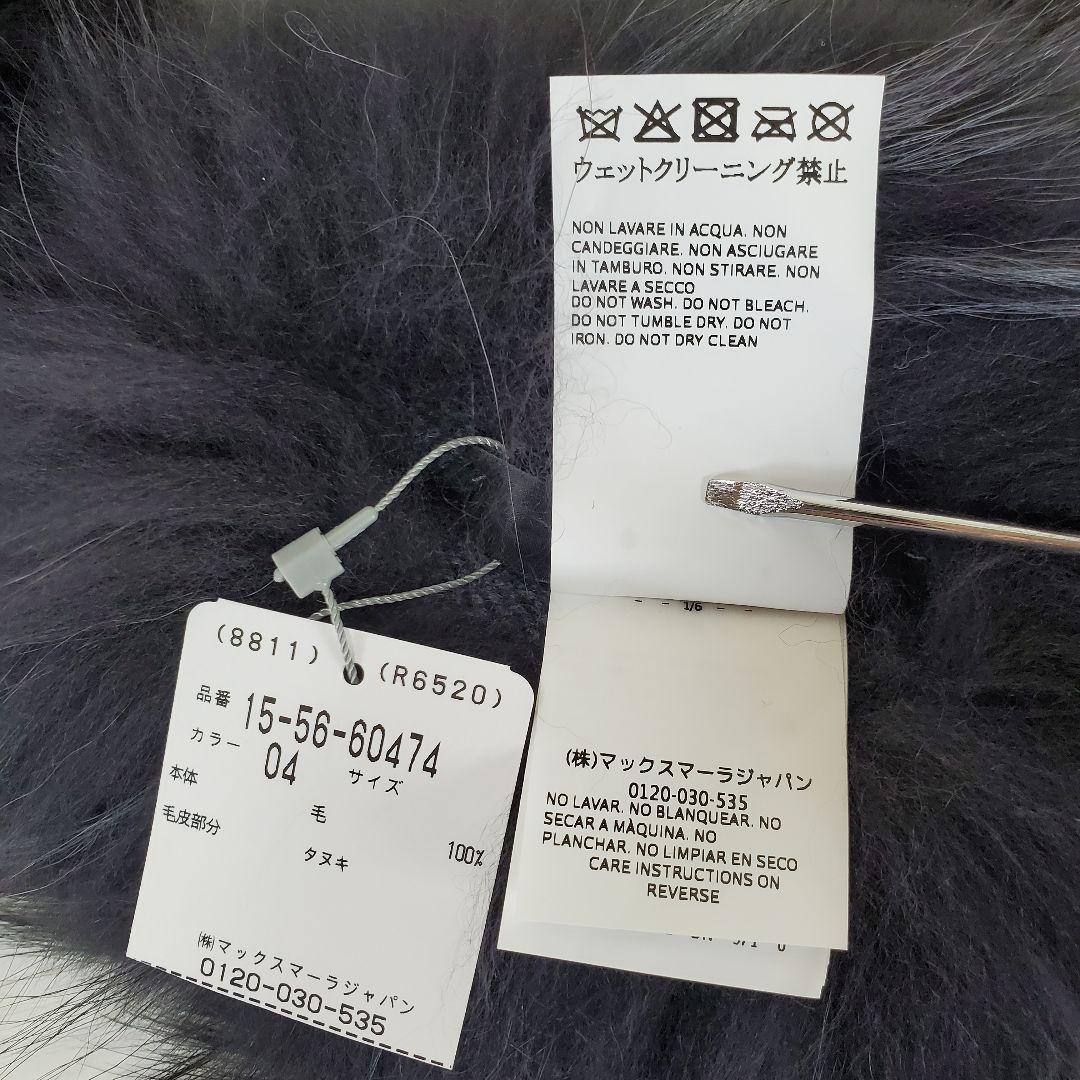 ウェットクリーニング禁止
NON LAVARE IN ACQUA. NON
CANDEGGIARE. NON ASCIUGARE
IN TAMBURO. NON STIRARE. NON
LAVARE A SECCO
DO NOT WASH. DO NOT BLEACH.
DO NOT TUMBLE DRY. DO NOT
IRON. DO NOT DRY CLEAN
1/6
(株)マックスマーラジャパン
0120-030-535
NO LAVAR. NO BLANQUEAR. NO
SECAR A MÀQUINA. NO
PLANCHAR. NO LIMPIAR EN SECO
CARE INSTRUCTIONS ON
REVERSE
(8811) (R6520)
品番 15-56-60474
カラー 04 サイズ
本体 毛 100%
毛皮部分 タヌキ
(株)マックスマーラジャパン
0120-030-535